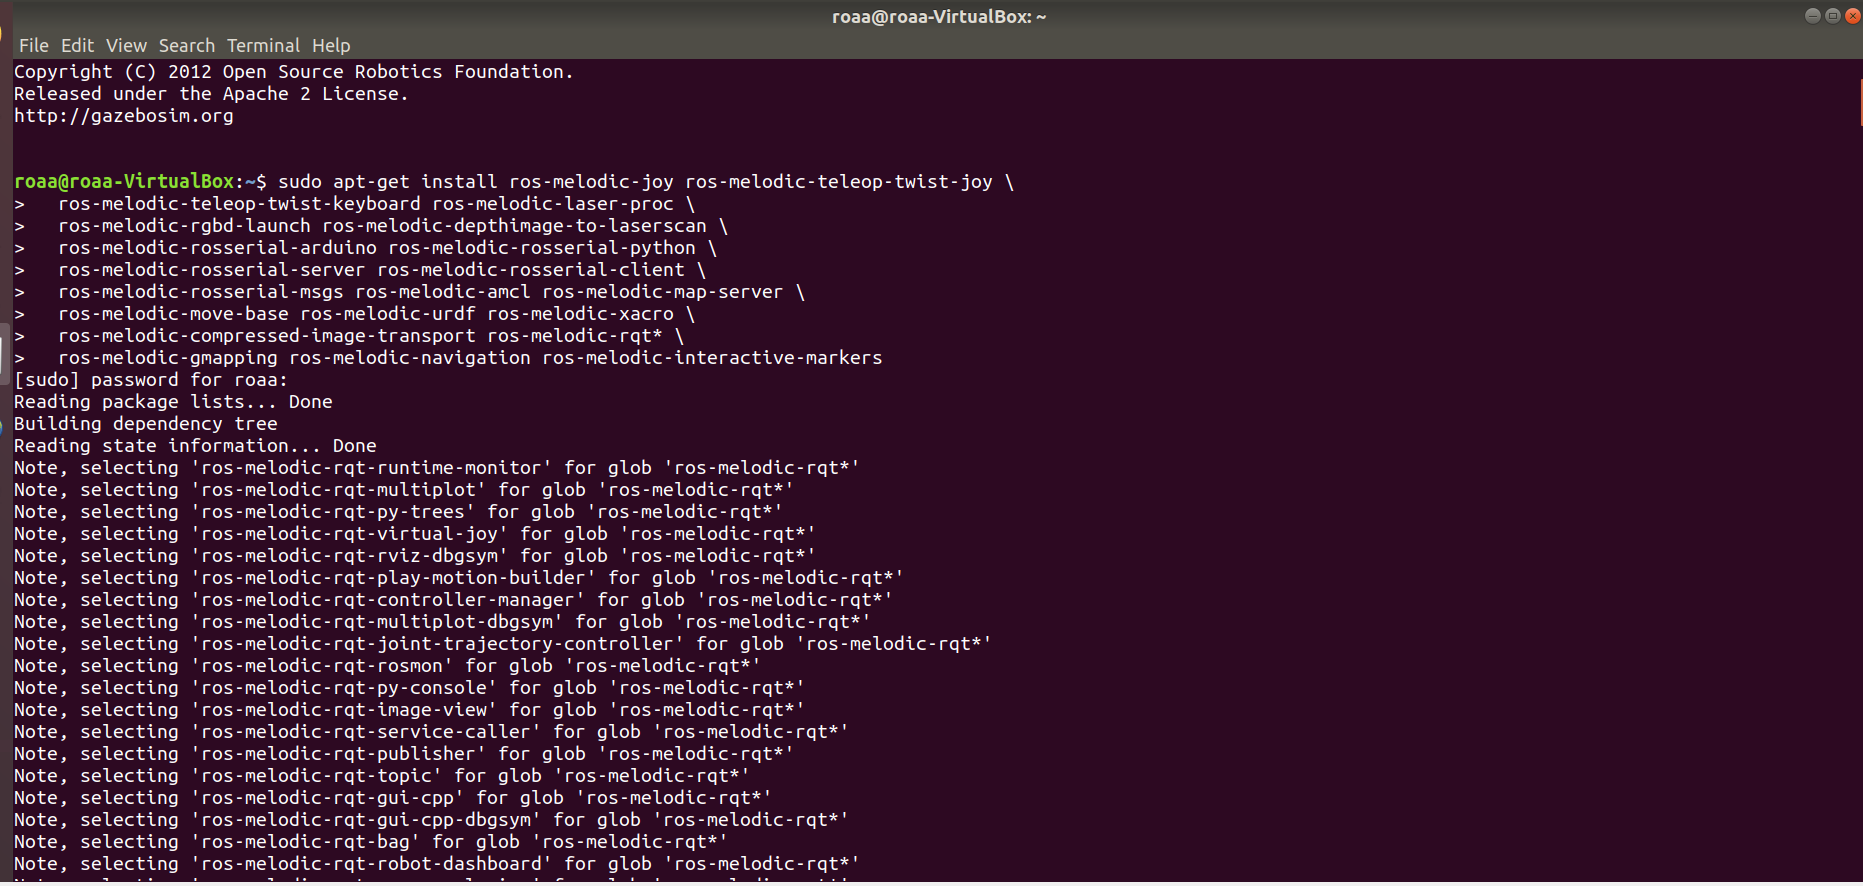 roaa@roaa-VirtualBox: ~
File Edit View Search Terminal Help
Copyright (C) 2012 Open Source Robotics Foundation.
Released under the Apache 2 License.
http://gazebosim.org
roaa@roaa-VirtualBox:~$ sudo apt-get install ros-melodic-joy ros-melodic-teleop-twist-joy \
>   ros-melodic-teleop-twist-keyboard ros-melodic-laser-proc \
>   ros-melodic-rgbd-launch ros-melodic-depthimage-to-laserscan \
>   ros-melodic-rosserial-arduino ros-melodic-rosserial-python \
>   ros-melodic-rosserial-server ros-melodic-rosserial-client \
>   ros-melodic-rosserial-msgs ros-melodic-amcl ros-melodic-map-server \
>   ros-melodic-move-base ros-melodic-urdf ros-melodic-xacro \
>   ros-melodic-compressed-image-transport ros-melodic-rqt* \
>   ros-melodic-gmapping ros-melodic-navigation ros-melodic-interactive-markers
[sudo] password for roaa:
Reading package lists... Done
Building dependency tree
Reading state information... Done
Note, selecting 'ros-melodic-rqt-runtime-monitor' for glob 'ros-melodic-rqt*'
Note, selecting 'ros-melodic-rqt-multiplot' for glob 'ros-melodic-rqt*'
Note, selecting 'ros-melodic-rqt-py-trees' for glob 'ros-melodic-rqt*'
Note, selecting 'ros-melodic-rqt-virtual-joy' for glob 'ros-melodic-rqt*'
Note, selecting 'ros-melodic-rqt-rviz-dbgsym' for glob 'ros-melodic-rqt*'
Note, selecting 'ros-melodic-rqt-play-motion-builder' for glob 'ros-melodic-rqt*'
Note, selecting 'ros-melodic-rqt-controller-manager' for glob 'ros-melodic-rqt*'
Note, selecting 'ros-melodic-rqt-multiplot-dbgsym' for glob 'ros-melodic-rqt*'
Note, selecting 'ros-melodic-rqt-joint-trajectory-controller' for glob 'ros-melodic-rqt*'
Note, selecting 'ros-melodic-rqt-rosmon' for glob 'ros-melodic-rqt*'
Note, selecting 'ros-melodic-rqt-py-console' for glob 'ros-melodic-rqt*'
Note, selecting 'ros-melodic-rqt-image-view' for glob 'ros-melodic-rqt*'
Note, selecting 'ros-melodic-rqt-service-caller' for glob 'ros-melodic-rqt*'
Note, selecting 'ros-melodic-rqt-publisher' for glob 'ros-melodic-rqt*'
Note, selecting 'ros-melodic-rqt-topic' for glob 'ros-melodic-rqt*'
Note, selecting 'ros-melodic-rqt-gui-cpp' for glob 'ros-melodic-rqt*'
Note, selecting 'ros-melodic-rqt-gui-cpp-dbgsym' for glob 'ros-melodic-rqt*'
Note, selecting 'ros-melodic-rqt-bag' for glob 'ros-melodic-rqt*'
Note, selecting 'ros-melodic-rqt-robot-dashboard' for glob 'ros-melodic-rqt*'